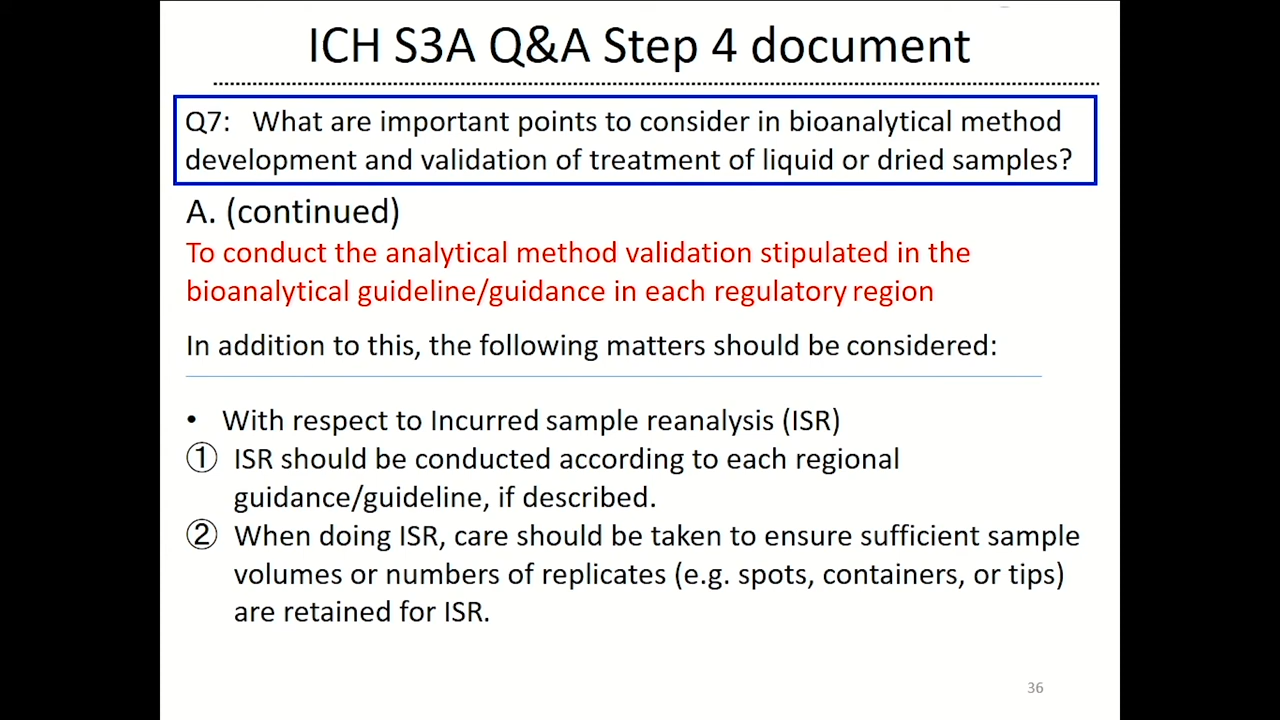 ICH S3A Q&A Step 4 document
Q7: What are important points to consider in bioanalytical method
development and validation of treatment of liquid or dried samples?
A. (continued)
To conduct the analytical method validation stipulated in the
bioanalytical guideline/guidance in each regulatory region
In addition to this, the following matters should be considered:
• With respect to Incurred sample reanalysis (ISR)
① ISR should be conducted according to each regional
guidance/guideline, if described.
② When doing ISR, care should be taken to ensure sufficient sample
volumes or numbers of replicates (e.g. spots, containers, or tips)
are retained for ISR.
36